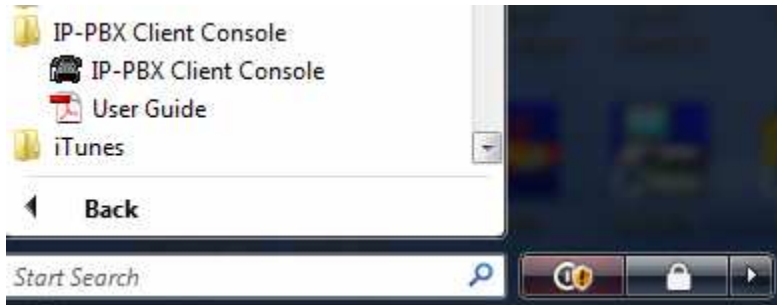 IP-PBX Client Console
IP-PBX Client Console
User Guide
iTunes
Back
Start Search